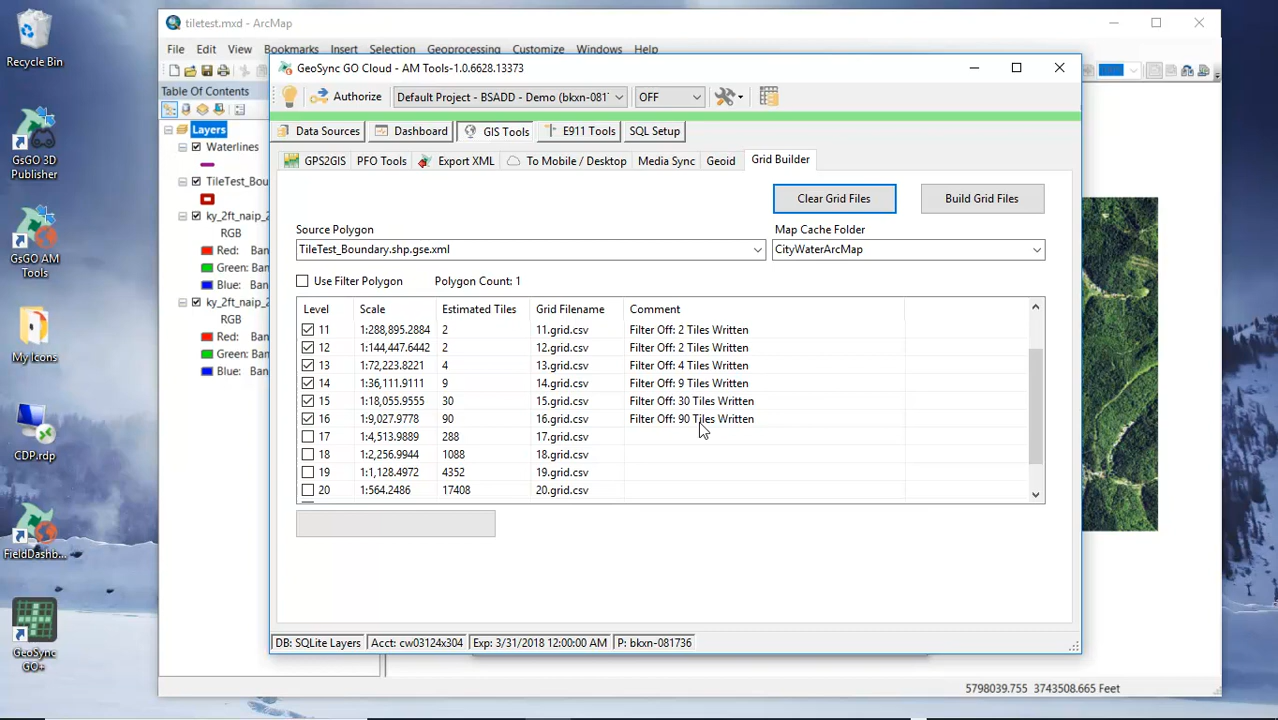 tiletest.mxd - ArcMap
File Edit View Bookmarks Insert Selection Geoprocessing Customize Windows Help
Recycle Bin
GsGO 3D
Publisher
GsGO AM
Tools
My Icons
CDP.rdp
FieldDashb...
GeoSync
GO+
Table Of Contents
Layers
Waterlines
TileTest_Bou
ky_2ft_naip_2
RGB
Red: Ban
Green: Ban
Blue: Ban
ky_2ft_naip_2
RGB
Red: Ban
Green: Ban
Blue: Ban
GeoSync GO Cloud - AM Tools-1.0.6628.13373
Authorize Default Project - BSADD - Demo (bkxn-081' OFF
Data Sources Dashboard GIS Tools E911 Tools SQL Setup
GPS2GIS PFO Tools Export XML To Mobile / Desktop Media Sync Geoid Grid Builder
Clear Grid Files Build Grid Files
Source Polygon Map Cache Folder
TileTest_Boundary.shp.gse.xml CityWaterArcMap
Use Filter Polygon Polygon Count: 1
Level Scale Estimated Tiles Grid Filename Comment
11 1:288,895.2884 2 11.grid.csv Filter Off: 2 Tiles Written
12 1:144,447.6442 2 12.grid.csv Filter Off: 2 Tiles Written
13 1:72,223.8221 4 13.grid.csv Filter Off: 4 Tiles Written
14 1:36,111.9111 9 14.grid.csv Filter Off: 9 Tiles Written
15 1:18,055.9555 30 15.grid.csv Filter Off: 30 Tiles Written
16 1:9,027.9778 90 16.grid.csv Filter Off: 90 Tiles Written
17 1:4,513.9889 288 17.grid.csv
18 1:2,256.9944 1088 18.grid.csv
19 1:1,128.4972 4352 19.grid.csv
20 1:564.2486 17408 20.grid.csv
DB: SQLite Layers Acct: cw03124x304 Exp: 3/31/2018 12:00:00 AM P: bkxn-081736
5798039.755 3743508.665 Feet